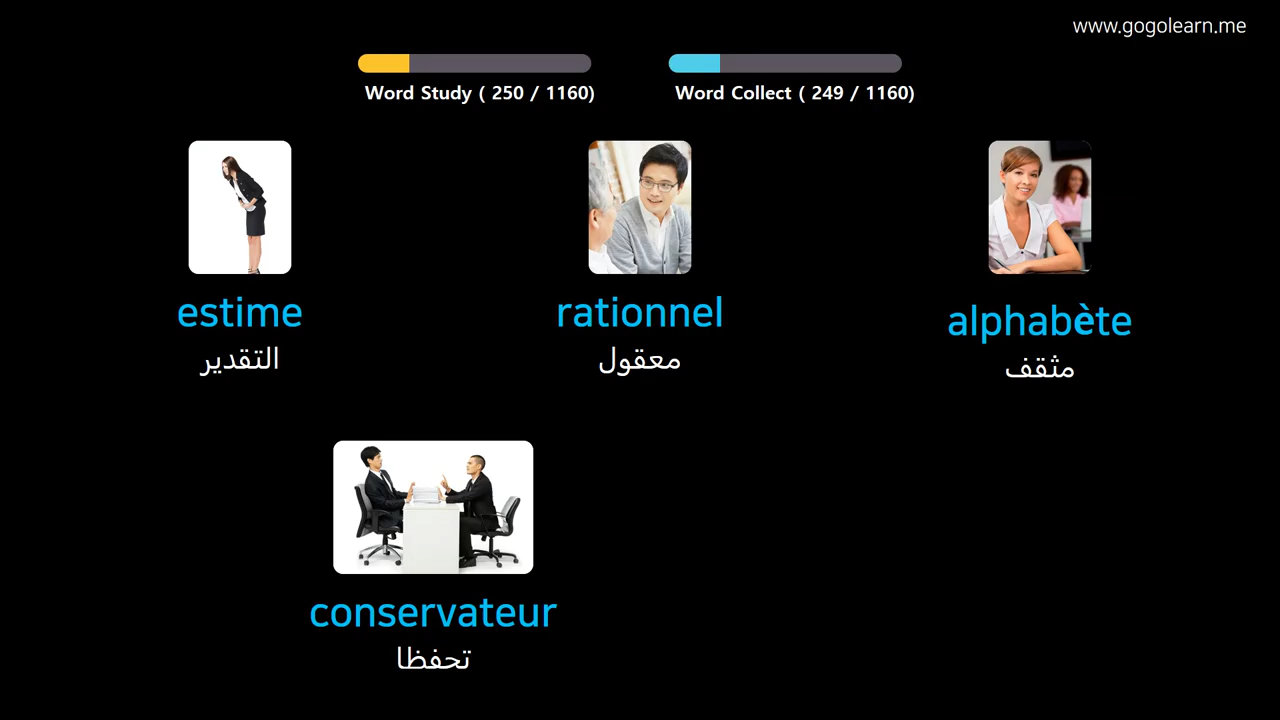 www.gogolearn.me
Word Study ( 250 / 1160)
Word Collect ( 249 / 1160)
estime
التقدير
rationnel
معقول
alphabète
مثقف
conservateur
تحفظا